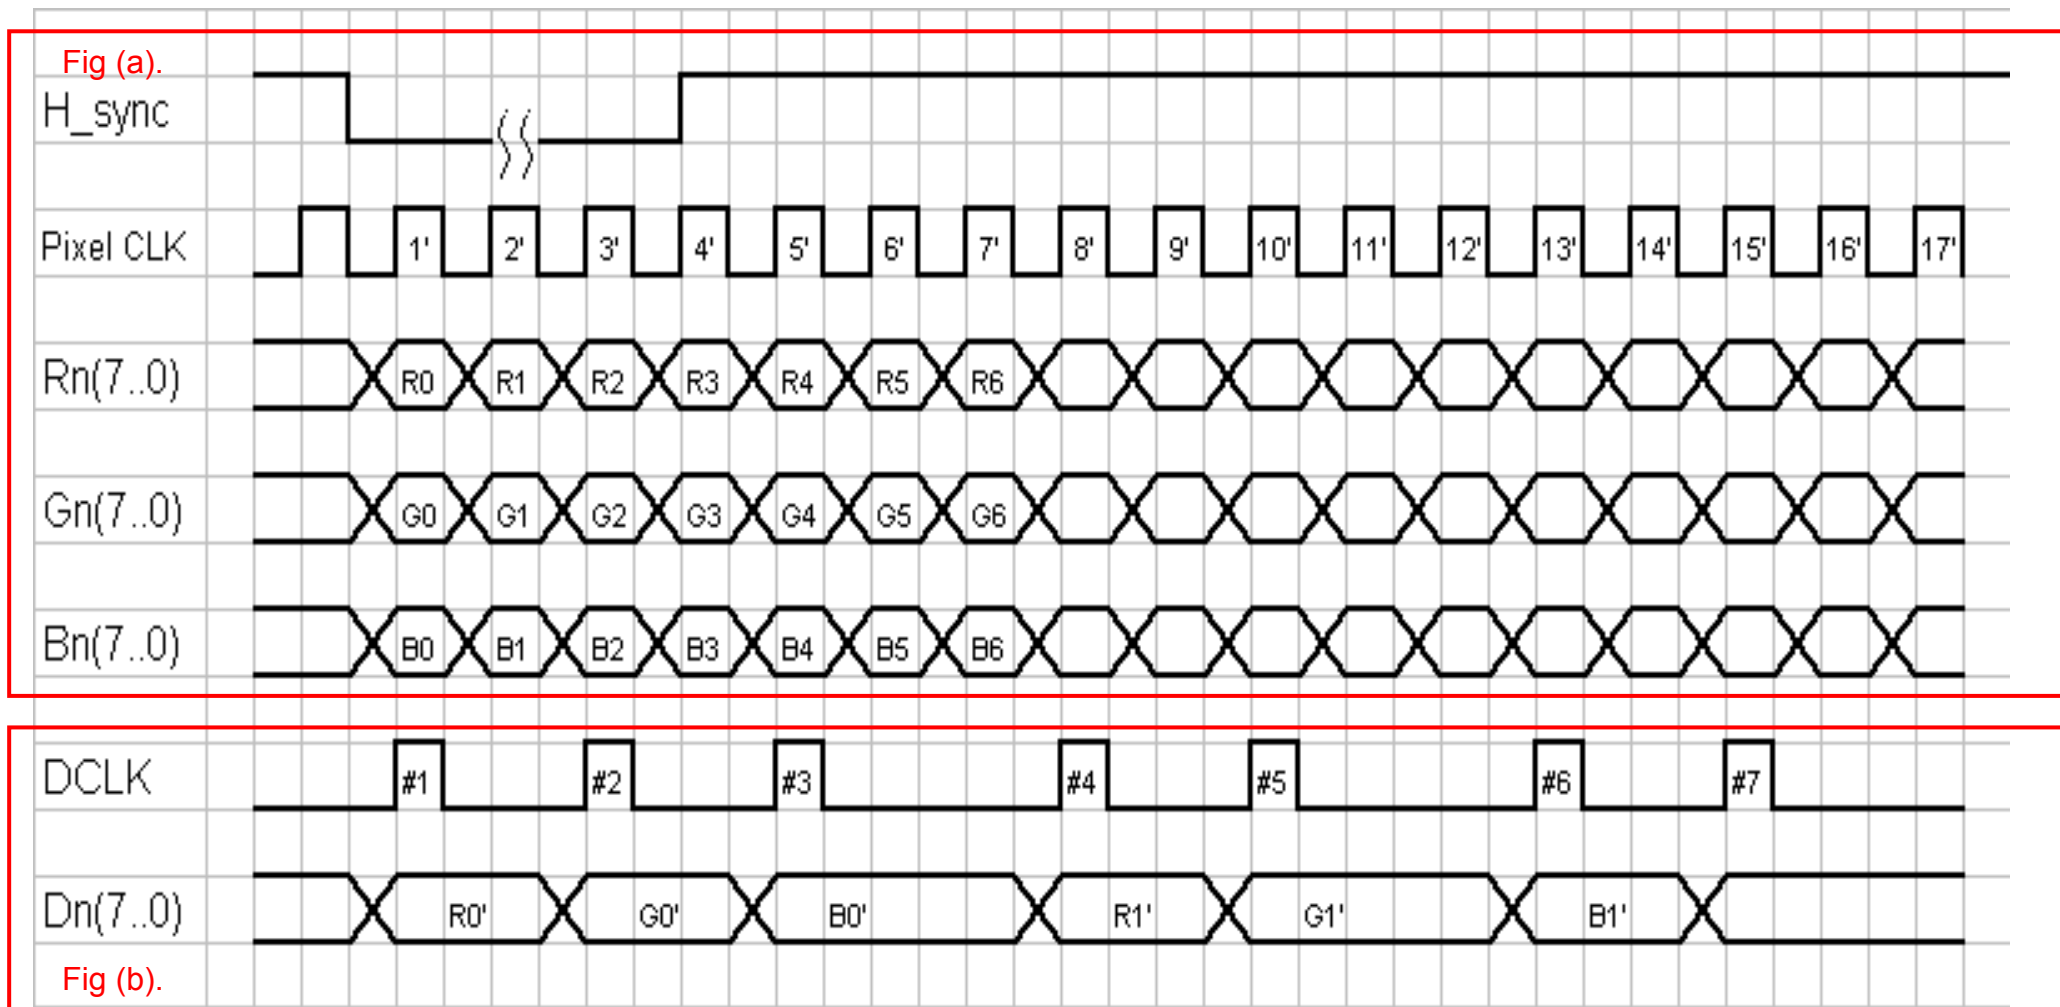 Fig (a).
H_sync
Pixel CLK 1' 2' 3' 4' 5' 6' 7' 8' 9' 10' 11' 12' 13' 14' 15' 16' 17'
Rn(7..0) R0 R1 R2 R3 R4 R5 R6
Gn(7..0) G0 G1 G2 G3 G4 G5 G6
Bn(7..0) B0 B1 B2 B3 B4 B5 B6
DCLK #1 #2 #3 #4 #5 #6 #7
Dn(7..0) R0' G0' B0' R1' G1' B1'
Fig (b).